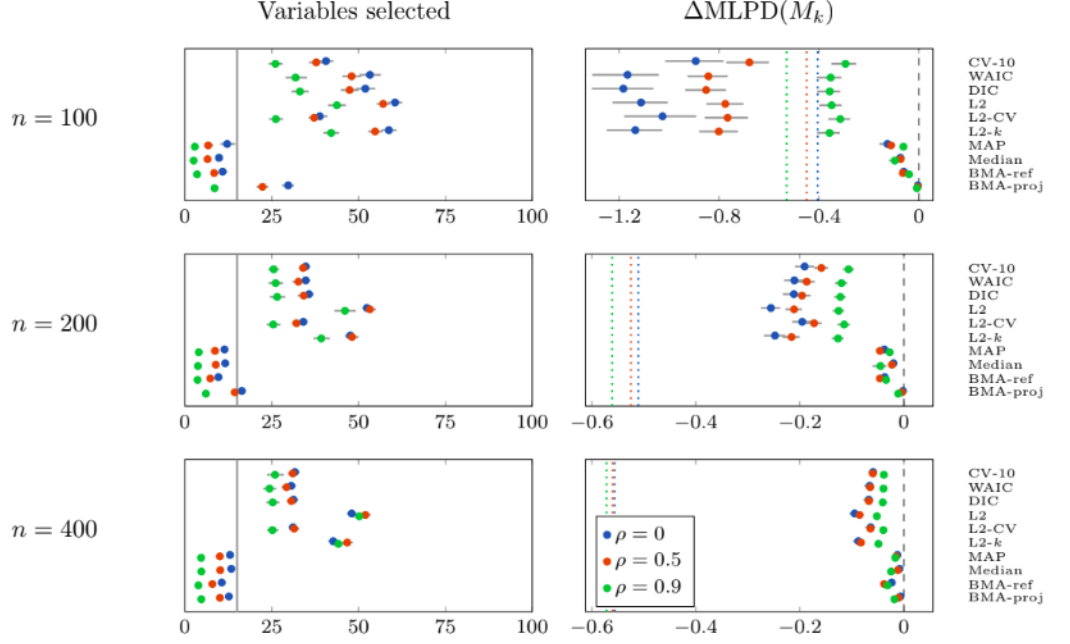 Variables selected
ΔMLPD(M_k)
n = 100
CV-10
WAIC
DIC
L2
L2-CV
L2-k
MAP
Median
BMA-ref
BMA-proj
0 25 50 75 100
−1.2 −0.8 −0.4 0
n = 200
CV-10
WAIC
DIC
L2
L2-CV
L2-k
MAP
Median
BMA-ref
BMA-proj
0 25 50 75 100
−0.6 −0.4 −0.2 0
n = 400
CV-10
WAIC
DIC
L2
L2-CV
L2-k
MAP
Median
BMA-ref
BMA-proj
ρ = 0
ρ = 0.5
ρ = 0.9
0 25 50 75 100
−0.6 −0.4 −0.2 0